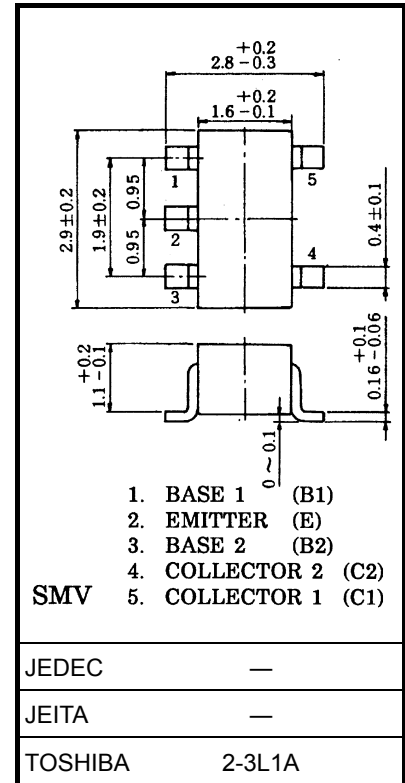 +0.2
2.8 -0.3
+0.2
1.6 -0.1
2.9±0.2
1.9±0.2
0.95
0.95
1
2
3
5
4
0.4±0.1
+0.2
1.1 -0.1
+0.1
0.16 -0.06
0 ~ 0.1
1. BASE 1 (B1)
2. EMITTER (E)
3. BASE 2 (B2)
4. COLLECTOR 2 (C2)
SMV 5. COLLECTOR 1 (C1)
JEDEC —
JEITA —
TOSHIBA 2-3L1A